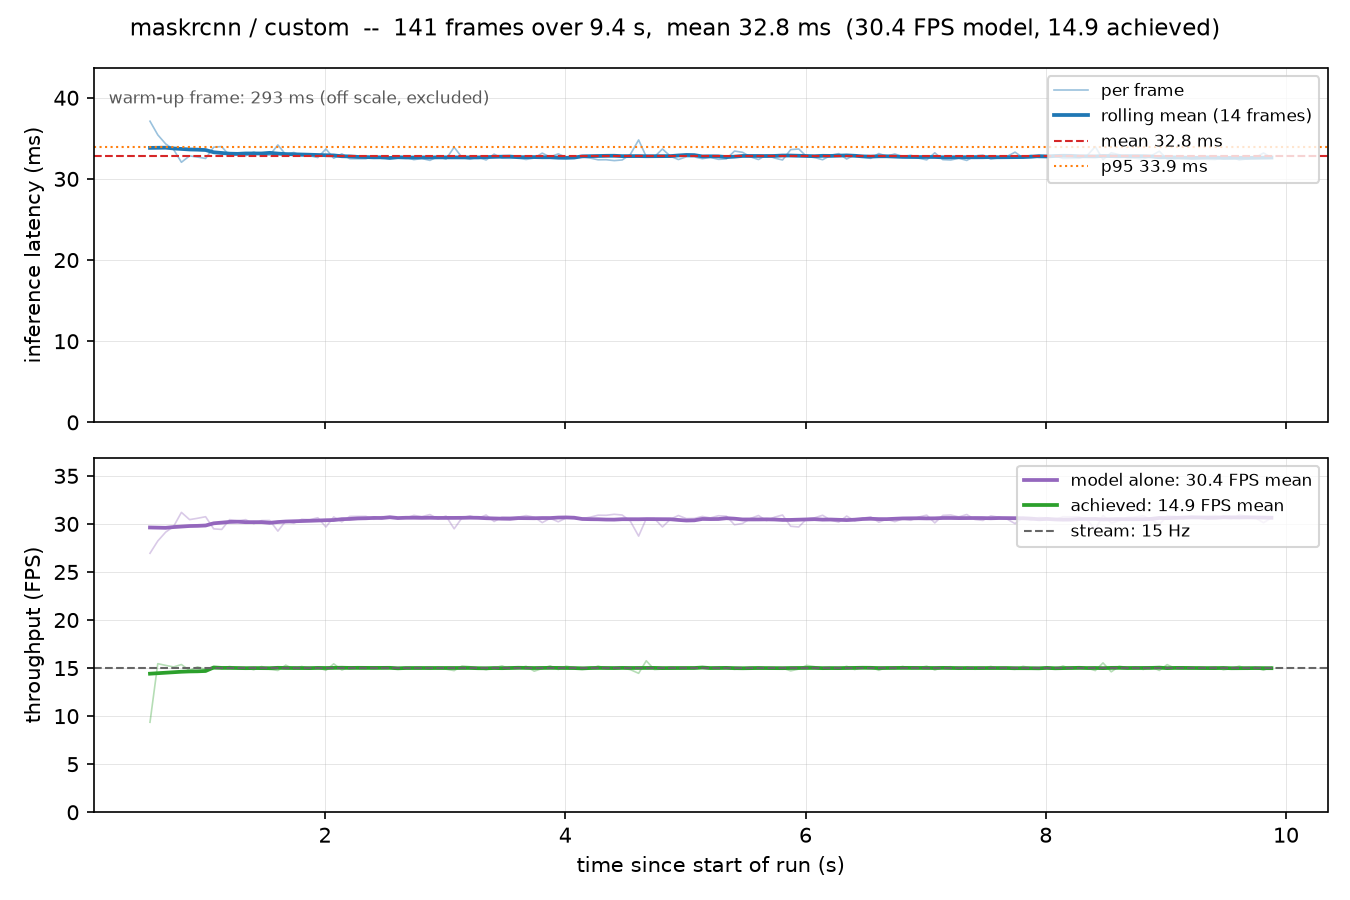 maskrcnn / custom -- 141 frames over 9.4 s, mean 32.8 ms (30.4 FPS model, 14.9 achieved)
warm-up frame: 293 ms (off scale, excluded)
per frame
rolling mean (14 frames)
mean 32.8 ms
p95 33.9 ms
inference latency (ms)
40
30
20
10
0
model alone: 30.4 FPS mean
achieved: 14.9 FPS mean
stream: 15 Hz
throughput (FPS)
35
30
25
20
15
10
5
0
2 4 6 8 10
time since start of run (s)